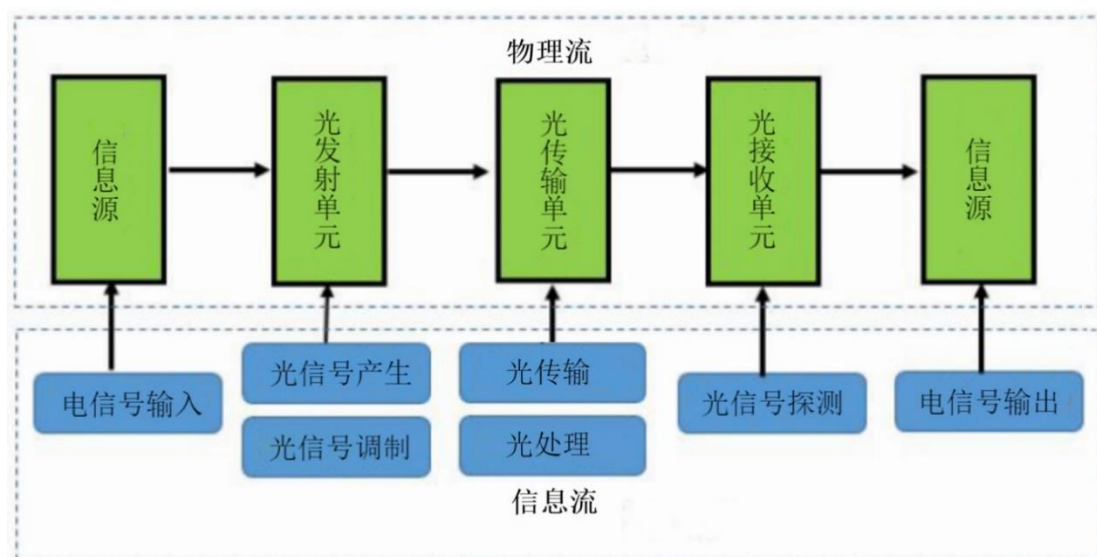 物理流
信息源
光发射单元
光传输单元
光接收单元
信息源
电信号输入
光信号产生
光信号调制
光传输
光处理
光信号探测
电信号输出
信息流